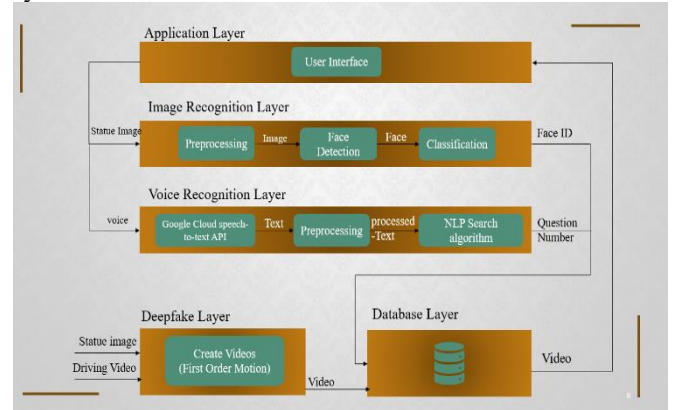 Application Layer
User Interface
Image Recognition Layer
Statue Image
Preprocessing
Image
Face
Detection
Face
Classification
Face ID
Voice Recognition Layer
voice
Google Cloud speech-
to-text API
Text
Preprocessing
processed
-Text
NLP Search
algorithm
Question
Number
Deepfake Layer
Statue image
Driving Video
Create Videos
(First Order Motion)
Video
Database Layer
Video